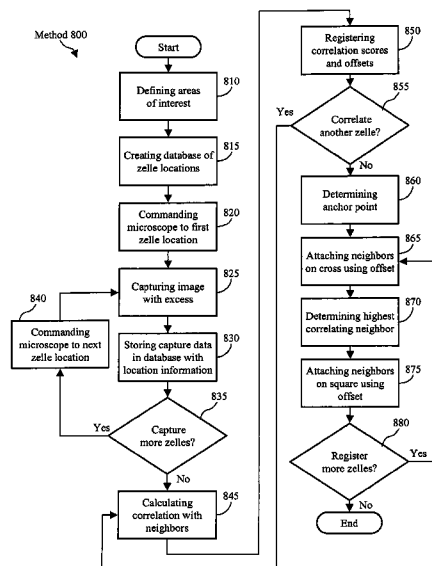 Method 800
Start
810
Defining areas
of interest
815
Creating database of
zelle locations
820
Commanding
microscope to first
zelle location
825
Capturing image
with excess
840
Commanding
microscope to next
zelle location
830
Storing capture data
in database with
location information
835
Capture
more zelles?
Yes
No
845
Calculating
correlation with
neighbors
850
Registering
correlation scores
and offsets
855
Correlate
another zelle?
Yes
No
860
Determining
anchor point
865
Attaching neighbors
on cross using offset
870
Determining highest
correlating neighbor
875
Attaching neighbors
on square using
offset
880
Register
more zelles?
Yes
No
End